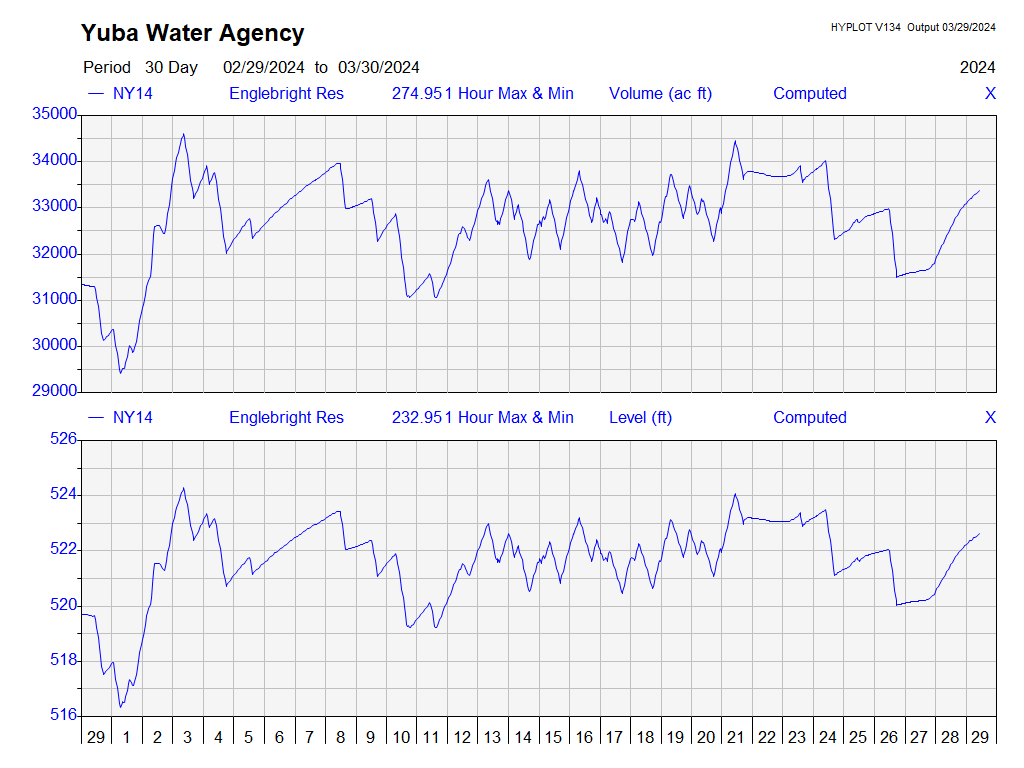 Yuba Water Agency
HYPLOT V134 Output 03/29/2024
Period 30 Day 02/29/2024 to 03/30/2024
2024
NY14 Englebright Res 274.951 Hour Max & Min Volume (ac ft) Computed X
35000
34000
33000
32000
31000
30000
29000
NY14 Englebright Res 232.951 Hour Max & Min Level (ft) Computed X
526
524
522
520
518
516
29 1 2 3 4 5 6 7 8 9 10 11 12 13 14 15 16 17 18 19 20 21 22 23 24 25 26 27 28 29